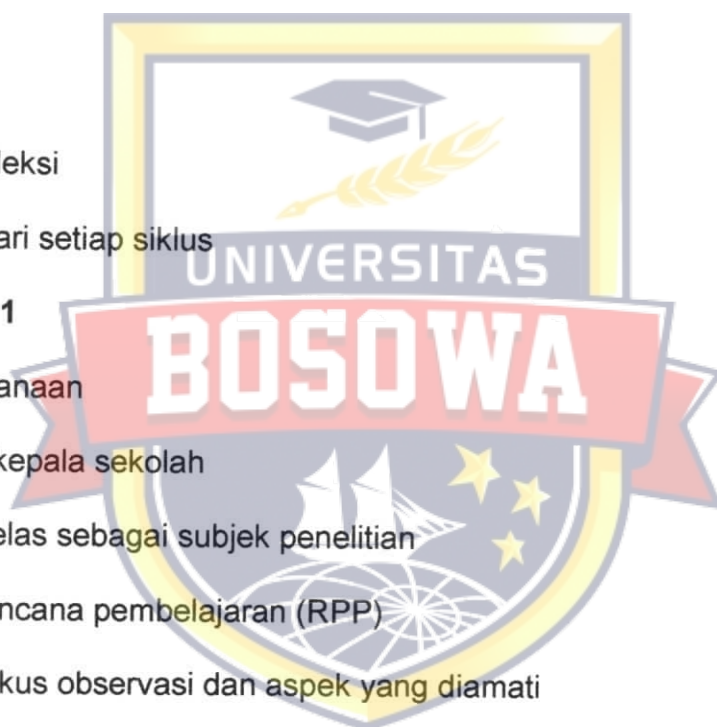 leksi
ari setiap siklus
UNIVERSITAS
1
BOSOWA
anaan
kepala sekolah
elas sebagai subjek penelitian
ncana pembelajaran (RPP)
kus observasi dan aspek yang diamati